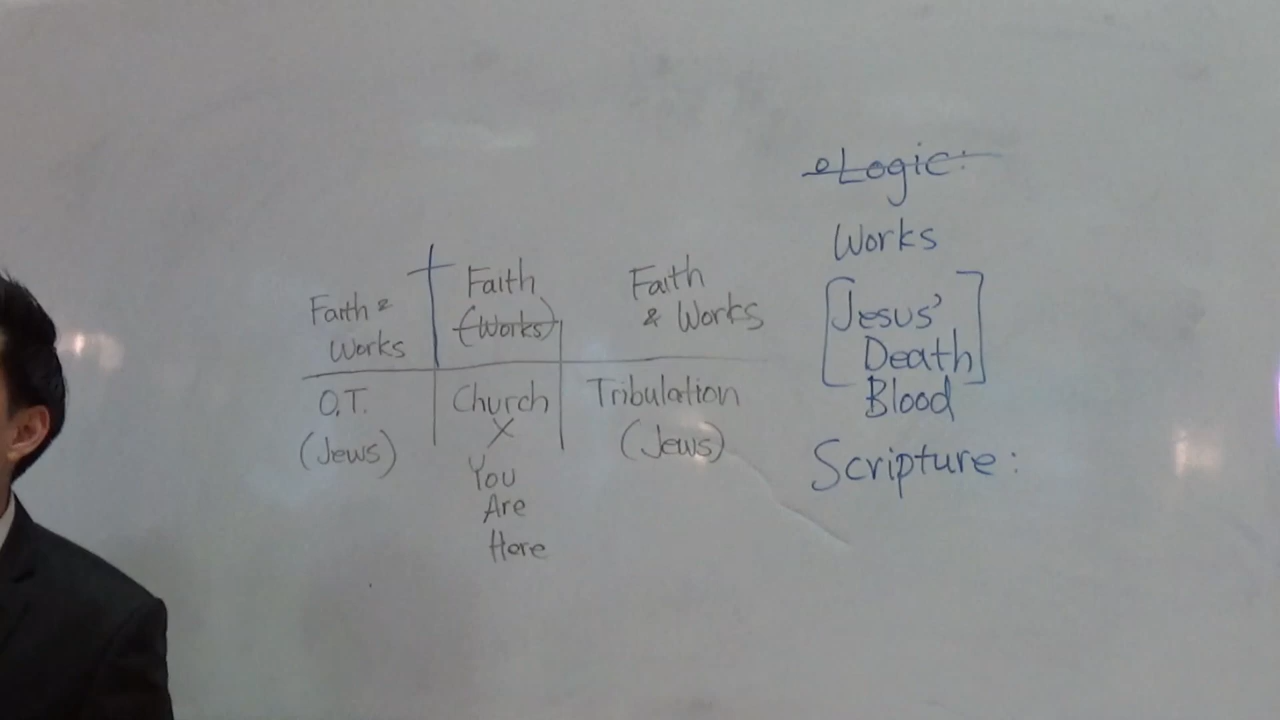 Faith &
Works
Faith
(Works)
Faith
& Works
O.T.
(Jews)
Church
X
You
Are
Here
Tribulation
(Jews)
Logic:
Works
[Jesus'
Death]
Blood
Scripture: